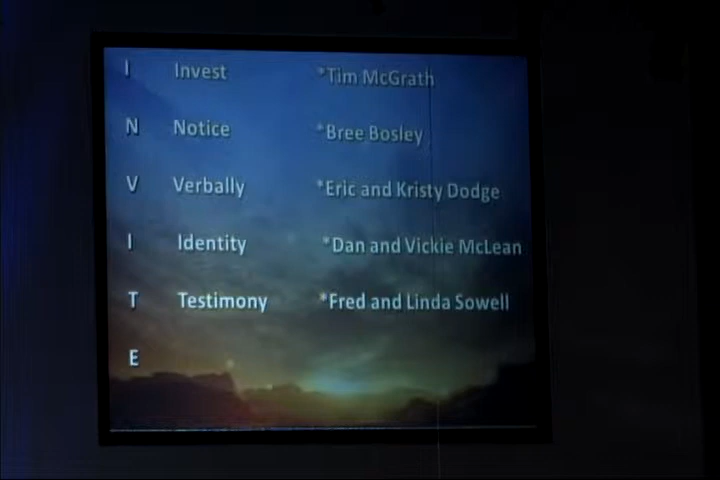 I Invest *Tim McGrath
N Notice *Bree Bosley
V Verbally *Eric and Kristy Dodge
I Identity *Dan and Vickie McLean
T Testimony *Fred and Linda Sowell
E